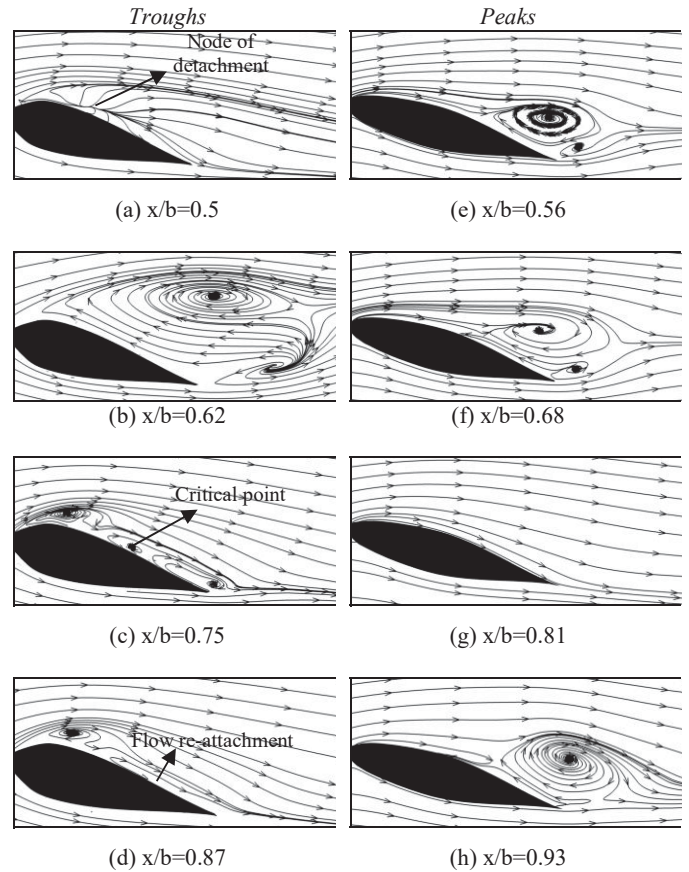 Troughs
Peaks
Node of
detachment
(a) x/b=0.5
(e) x/b=0.56
(b) x/b=0.62
(f) x/b=0.68
Critical point
(c) x/b=0.75
(g) x/b=0.81
Flow re-attachment
(d) x/b=0.87
(h) x/b=0.93